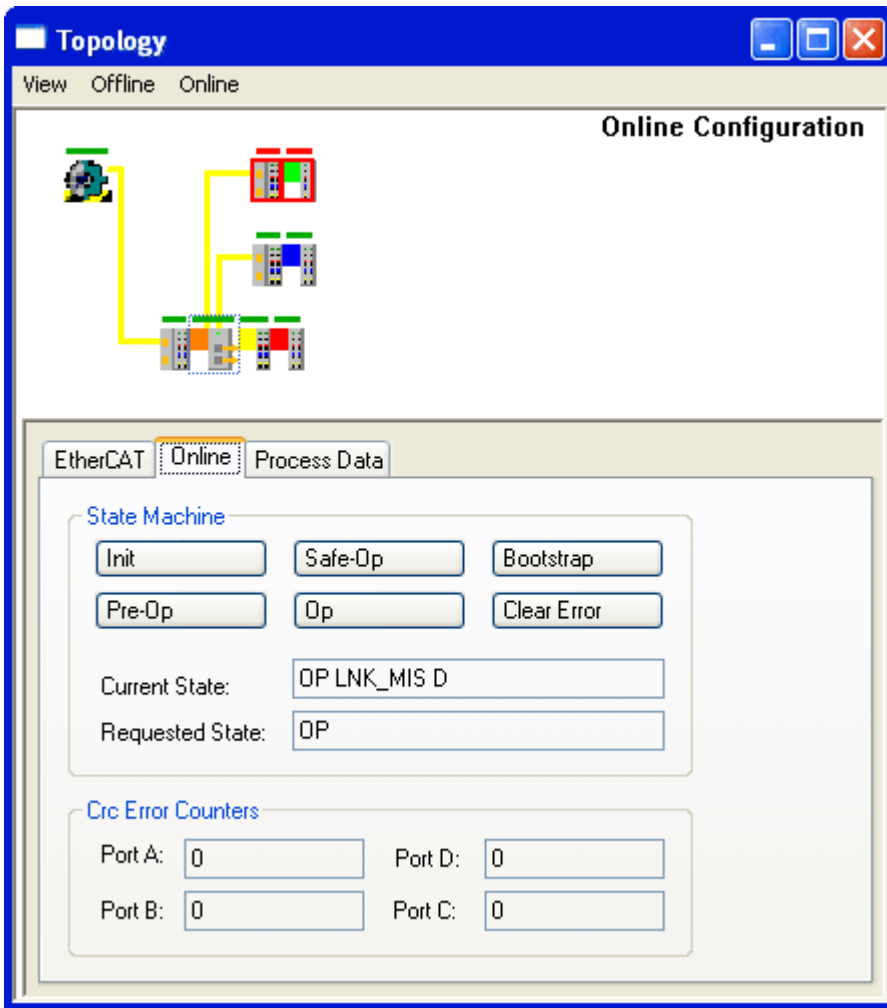 Topology
View Offline Online
Online Configuration
EtherCAT Online Process Data
State Machine
Init Safe-Op Bootstrap
Pre-Op Op Clear Error
Current State: OP LNK_MIS D
Requested State: OP
Crc Error Counters
Port A: 0 Port D: 0
Port B: 0 Port C: 0